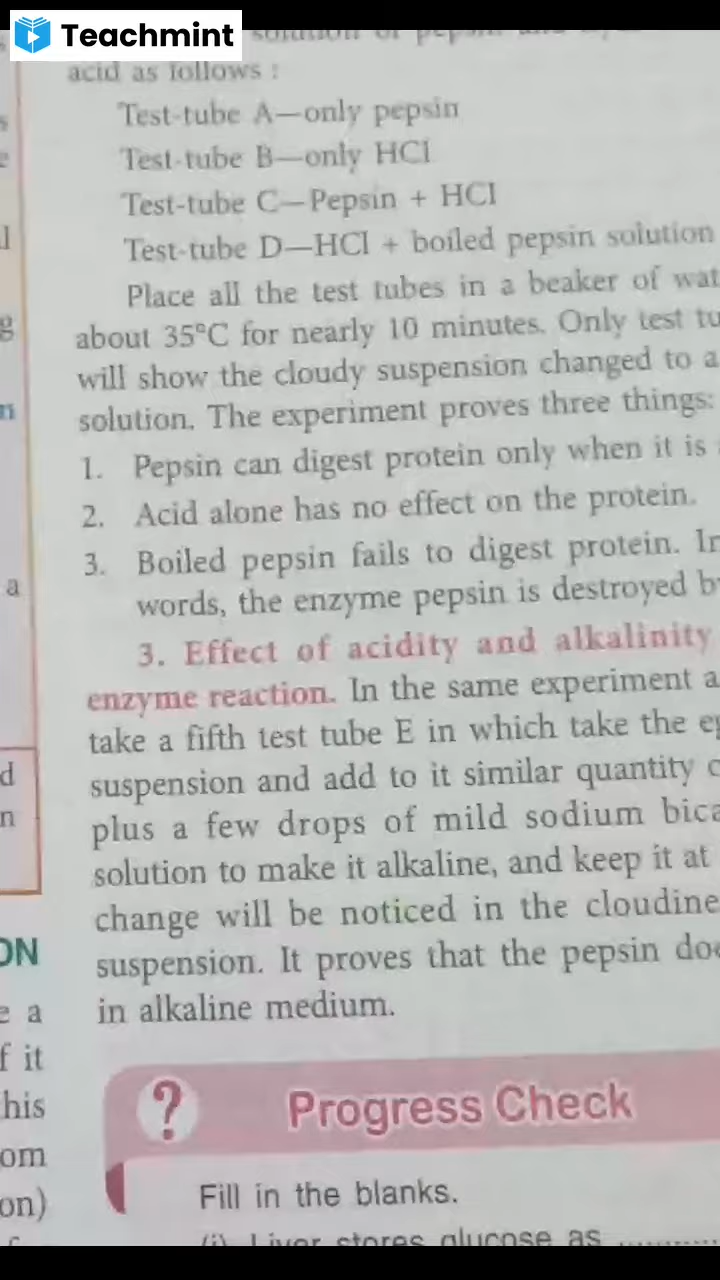 Teachmint
solution of
acid as follows :
Test-tube A—only pepsin
Test-tube B—only HCl
Test-tube C—Pepsin + HCl
Test-tube D—HCl + boiled pepsin solution
Place all the test tubes in a beaker of wat
about 35°C for nearly 10 minutes. Only test tu
will show the cloudy suspension changed to a
solution. The experiment proves three things:
1. Pepsin can digest protein only when it is
2. Acid alone has no effect on the protein.
3. Boiled pepsin fails to digest protein. In
words, the enzyme pepsin is destroyed b
3. Effect of acidity and alkalinity
enzyme reaction. In the same experiment a
take a fifth test tube E in which take the eg
suspension and add to it similar quantity
plus a few drops of mild sodium bica
solution to make it alkaline, and keep it at
change will be noticed in the cloudine
suspension. It proves that the pepsin doe
in alkaline medium.
? Progress Check
Fill in the blanks.
(i) Liver stores glucose as ............
g
n
a
d
n
ON
e a
f it
his
om
on)